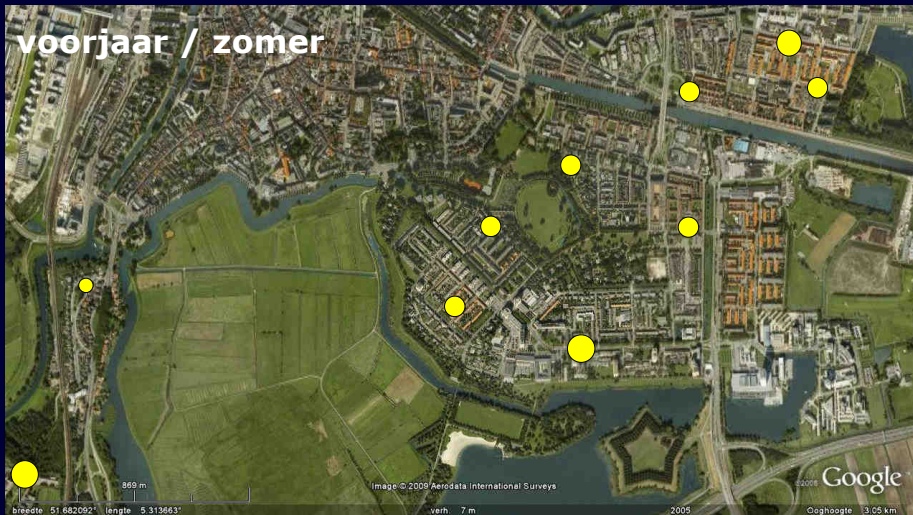 voorjaar / zomer
869 m
Image © 2009 Aerodata International Surveys
©2008 Google
breedte 51.682092° lengte 5.313663° verh. 7 m 2005 Ooghoogte 3.05 km